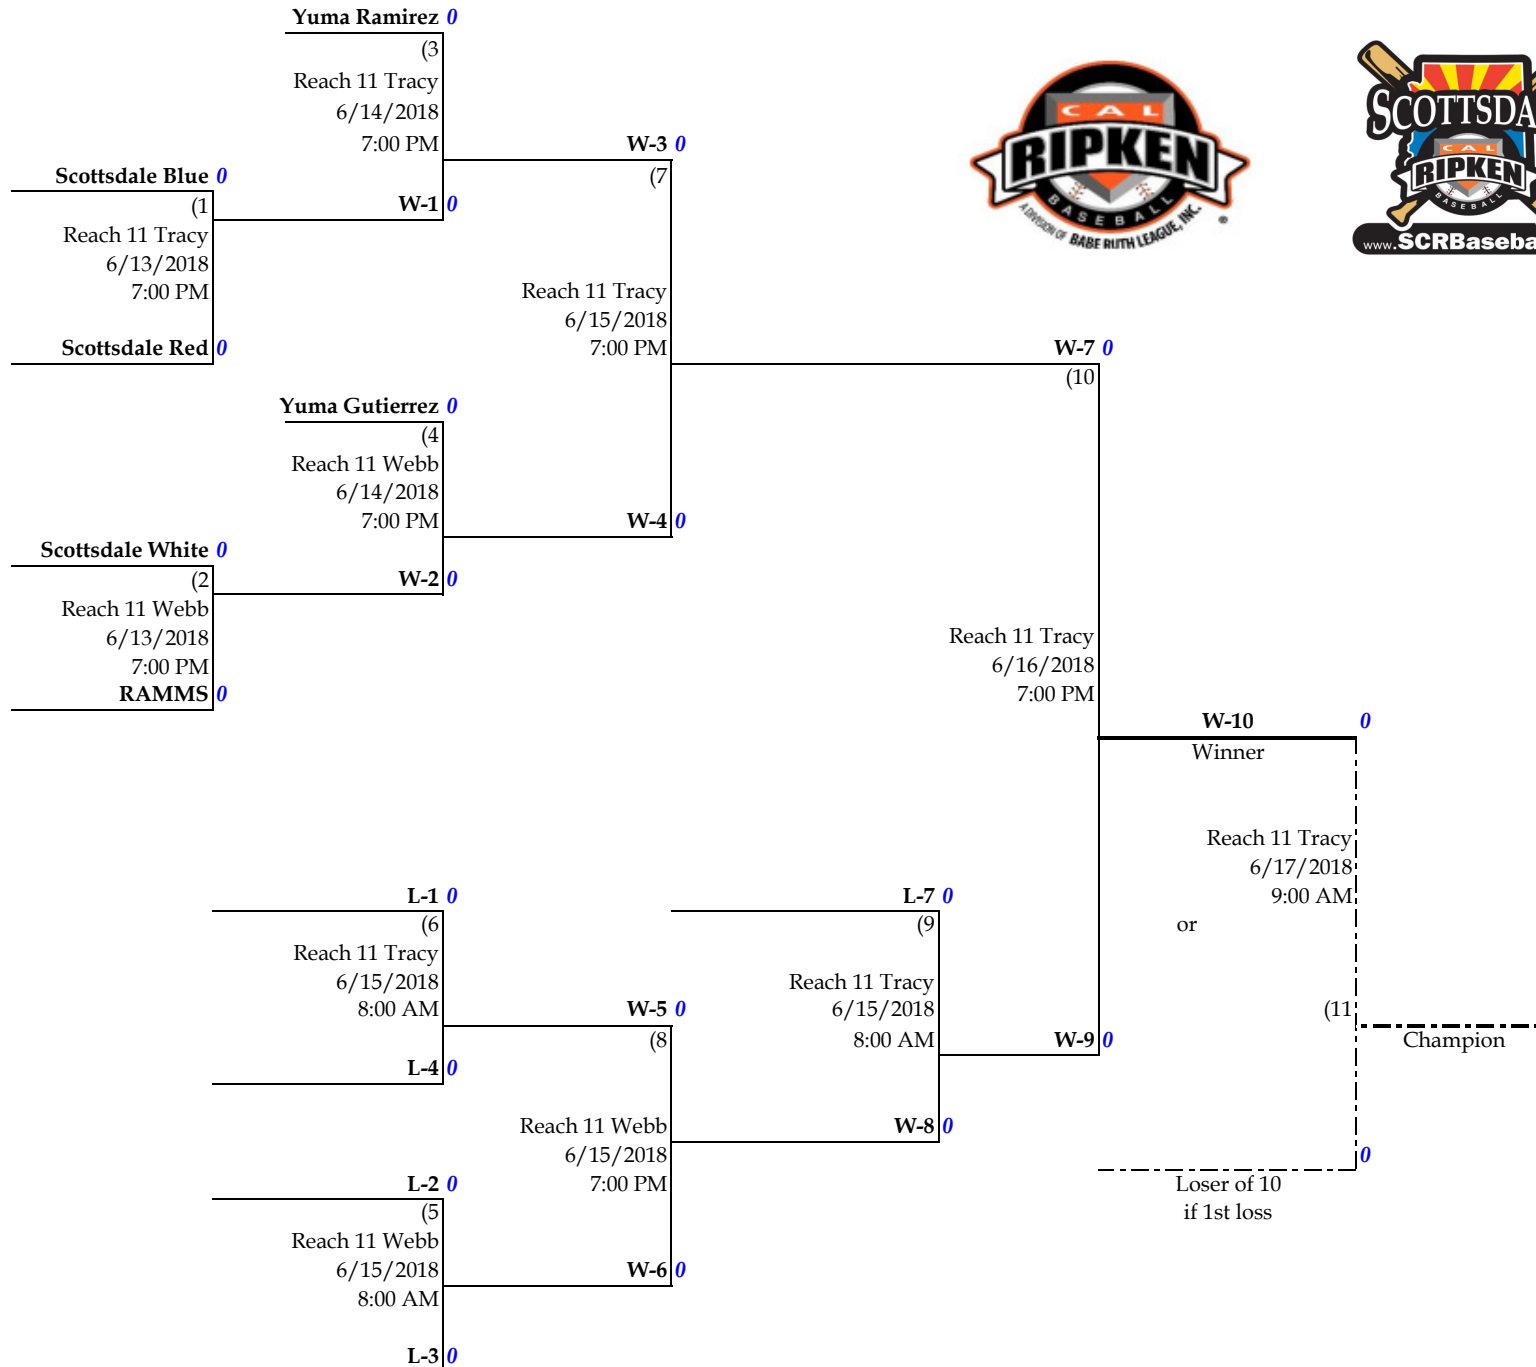 Yuma Ramirez 0
(3
Reach 11 Tracy
6/14/2018
7:00 PM
W-3 0
(7
Scottsdale Blue 0
(1
W-1 0
Reach 11 Tracy
6/13/2018
7:00 PM
Reach 11 Tracy
6/15/2018
7:00 PM
Scottsdale Red 0
W-7 0
(10
Yuma Gutierrez 0
(4
Reach 11 Webb
6/14/2018
7:00 PM
W-4 0
Scottsdale White 0
(2
W-2 0
Reach 11 Webb
6/13/2018
7:00 PM
RAMMS 0
Reach 11 Tracy
6/16/2018
7:00 PM
W-10 0
Winner
Reach 11 Tracy
6/17/2018
9:00 AM
or
(11
Champion
L-1 0
(6
Reach 11 Tracy
6/15/2018
8:00 AM
L-4 0
W-5 0
(8
L-7 0
(9
Reach 11 Tracy
6/15/2018
8:00 AM
W-9 0
Reach 11 Webb
6/15/2018
7:00 PM
W-8 0
L-2 0
(5
Reach 11 Webb
6/15/2018
8:00 AM
W-6 0
L-3 0
0
Loser of 10
if 1st loss
CAL
RIPKEN
BASEBALL
A DIVISION OF BABE RUTH LEAGUE, INC.
®
SCOTTSDA
CAL
RIPKEN
BASEBALL
www.SCRBaseba